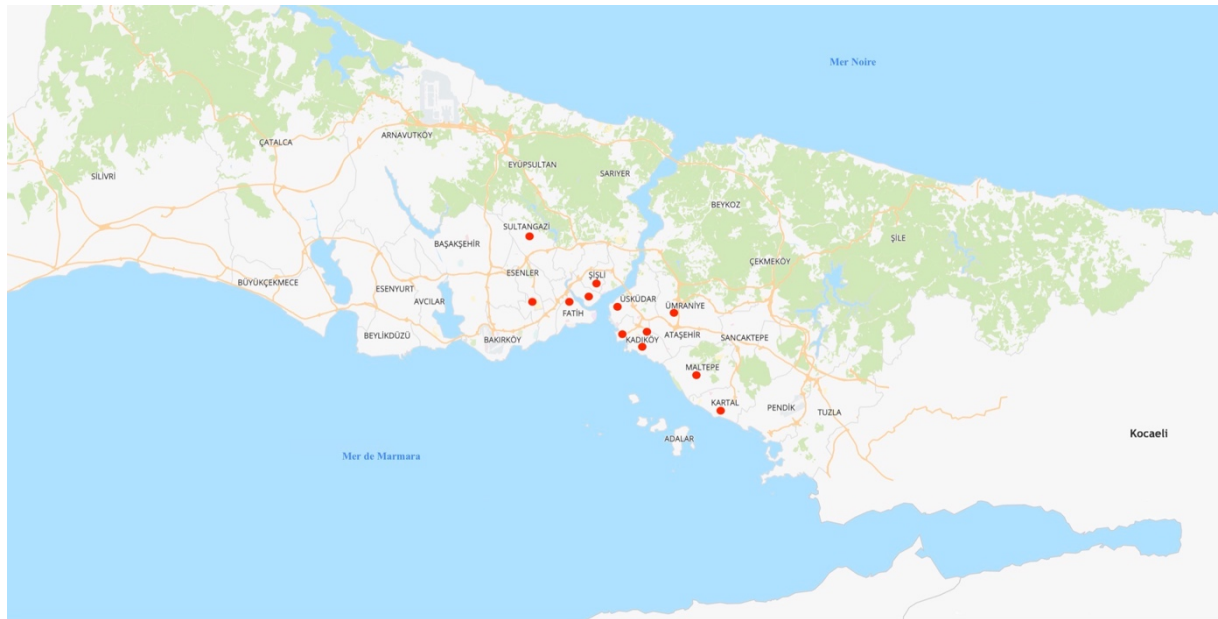 Mer Noire
ARNAVUTKÖY
ÇATALCA
EYÜPSULTAN
SARIYER
SİLİVRİ
BEYKOZ
SULTANGAZİ
ŞİLE
BAŞAKŞEHİR
ÇEKMEKÖY
ESENLER
ŞİŞLİ
BÜYÜKÇEKMECE
ESENYURT
AVCILAR
ÜSKÜDAR
ÜMRANİYE
FATİH
BEYLİKDÜZÜ
BAKIRKÖY
KADIKÖY
ATAŞEHİR
SANCAKTEPE
MALTEPE
KARTAL
PENDİK
TUZLA
ADALAR
Kocaeli
Mer de Marmara